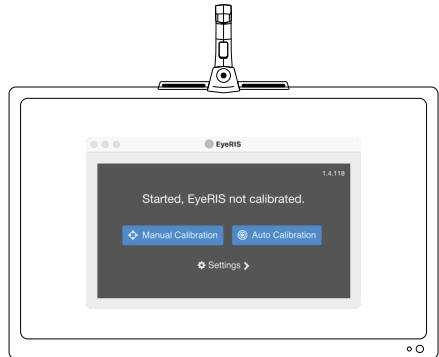 EyeRIS
1.4.118
Started, EyeRIS not calibrated.
Manual Calibration
Auto Calibration
Settings